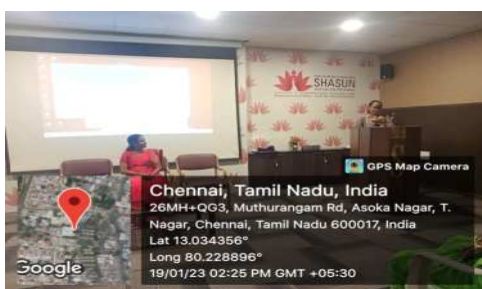 SHASUN
GPS Map Camera
Chennai, Tamil Nadu, India
26MH+QG3, Muthurangam Rd, Asoka Nagar, T.
Nagar, Chennai, Tamil Nadu 600017, India
Lat 13.034356°
Long 80.228896°
19/01/23 02:25 PM GMT +05:30
Google